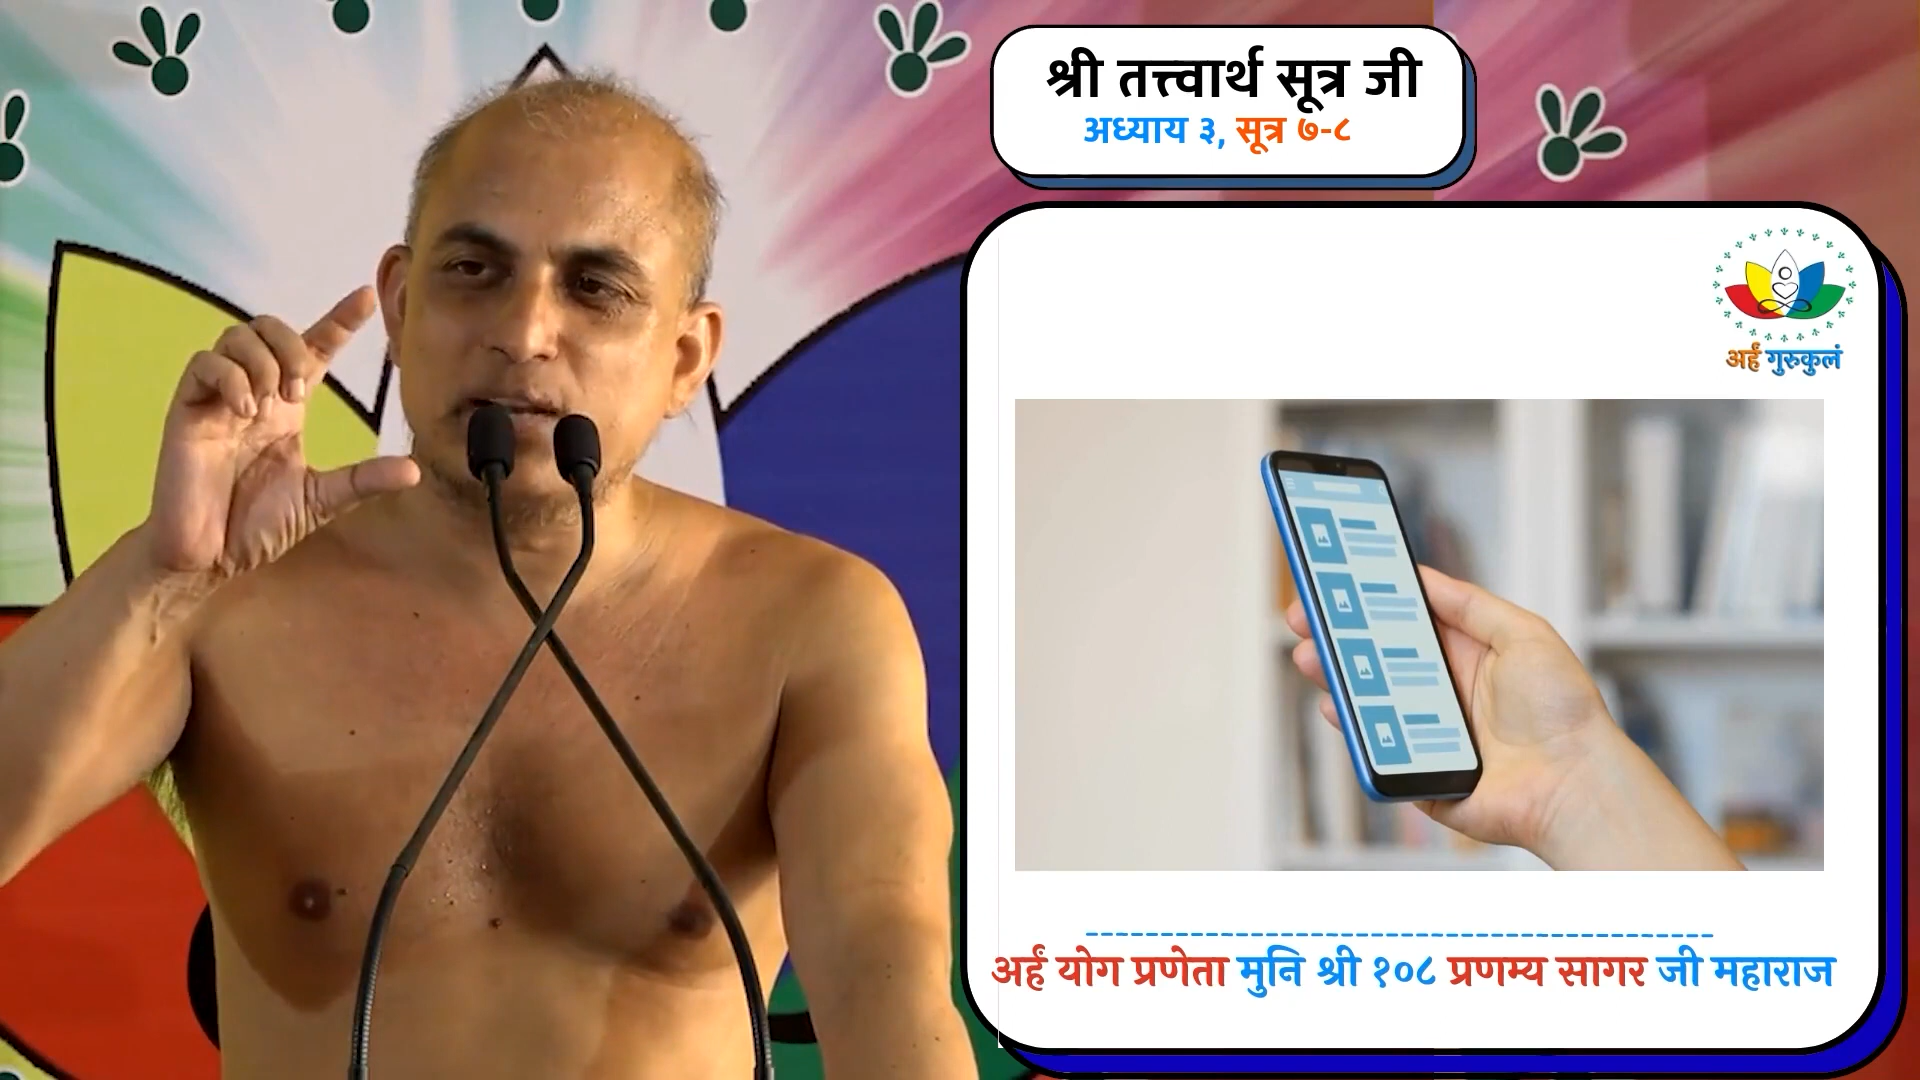 श्री तत्त्वार्थ सूत्र जी
अध्याय ३, सूत्र ७-८
अर्हं गुरुकुलं
अर्हं योग प्रणेता मुनि श्री १०८ प्रणम्य सागर जी महाराज